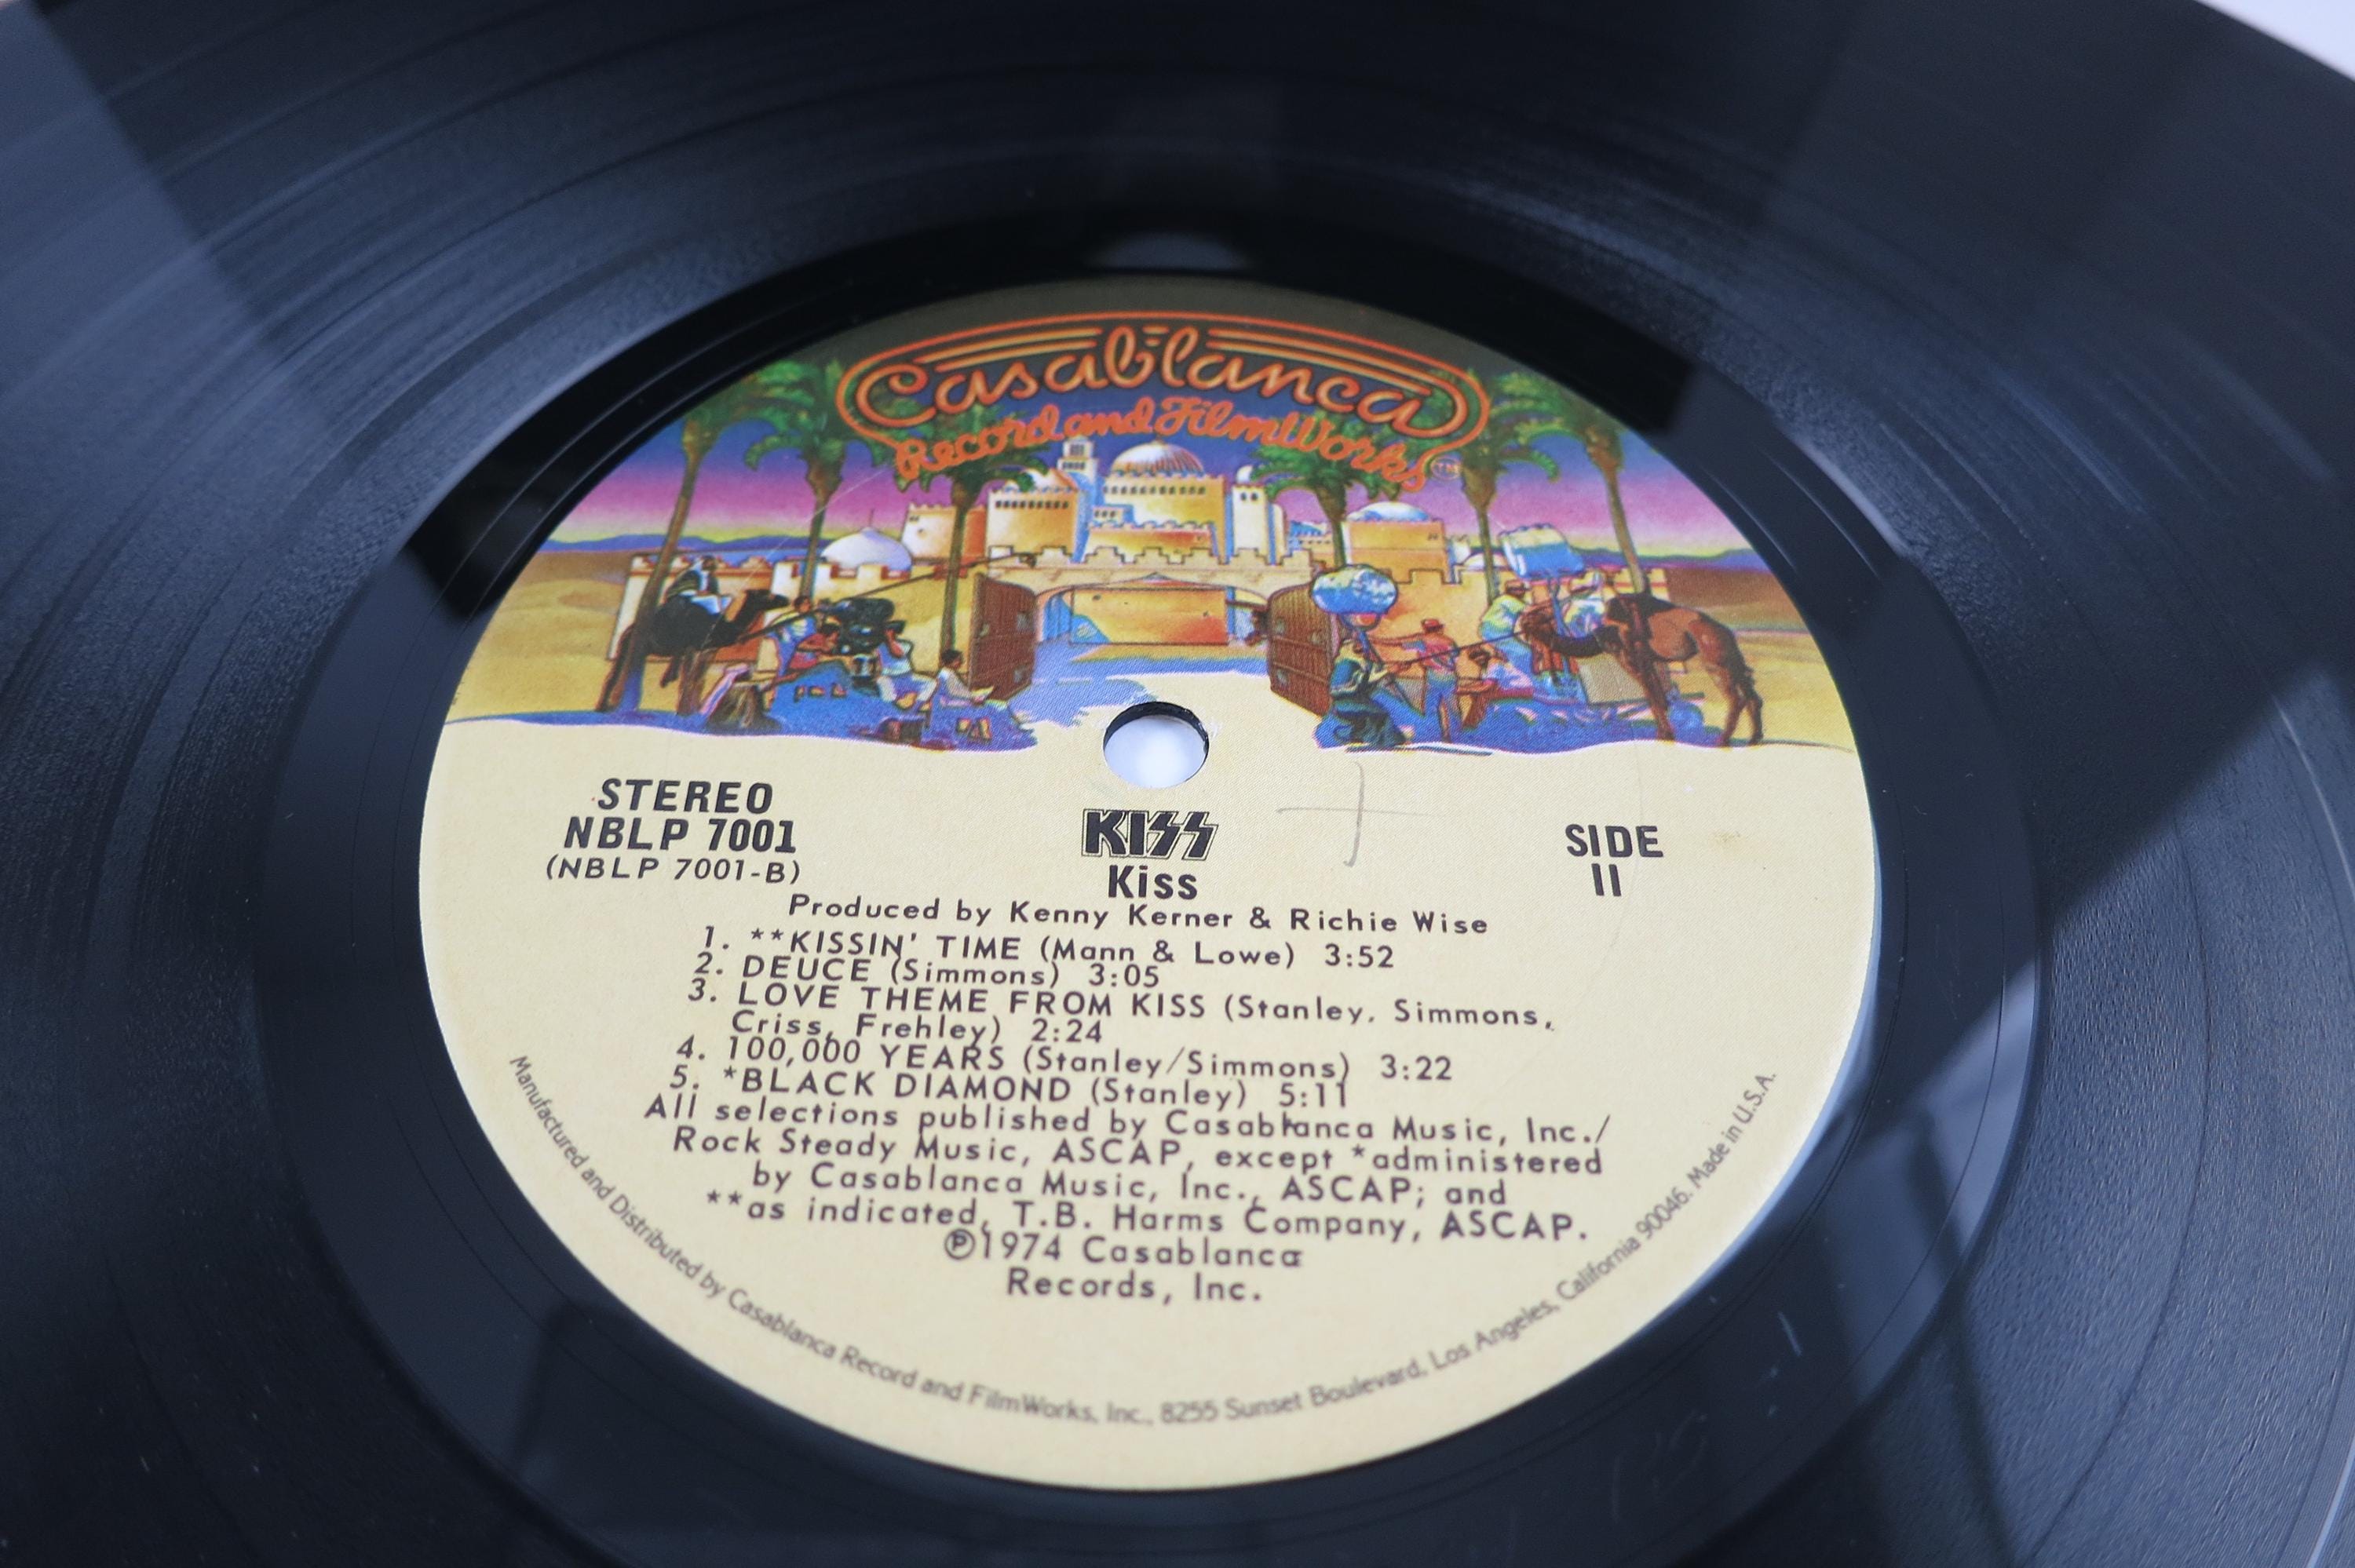 Casablanca
Record and FilmWorks TM
STEREO
NBLP 7001
(NBLP 7001-B)
KISS
Kiss
SIDE
II
Produced by Kenny Kerner & Richie Wise
1. **KISSIN' TIME (Mann & Lowe) 3:52
2. DEUCE (Simmons) 3:05
3. LOVE THEME FROM KISS (Stanley, Simmons,
Criss, Frehley) 2:24
4. 100,000 YEARS (Stanley/Simmons) 3:22
5. *BLACK DIAMOND (Stanley) 5:11
All selections published by Casablanca Music, Inc./
Rock Steady Music, ASCAP, except *administered
by Casablanca Music, Inc., ASCAP; and
**as indicated, T.B. Harms Company, ASCAP.
℗1974 Casablanca
Records, Inc.
Manufactured and Distributed by Casablanca Record and FilmWorks, Inc., 8255 Sunset Boulevard, Los Angeles, California 90046. Made in U.S.A.